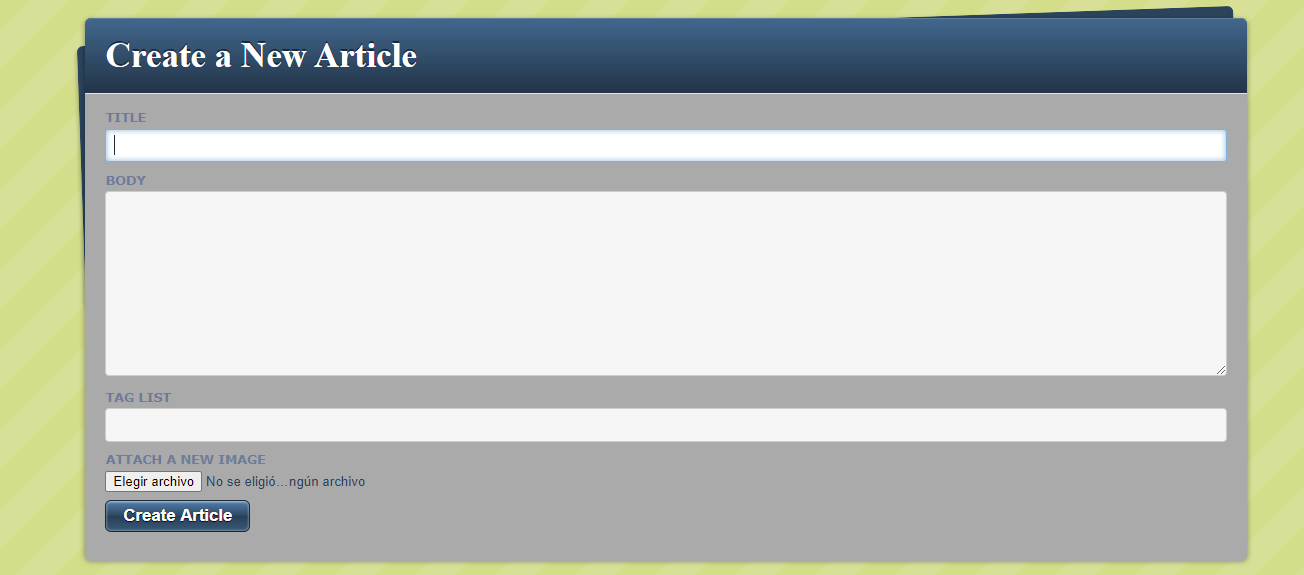 Create a New Article
TITLE
BODY
TAG LIST
ATTACH A NEW IMAGE
Elegir archivo No se eligió...ngún archivo
Create Article